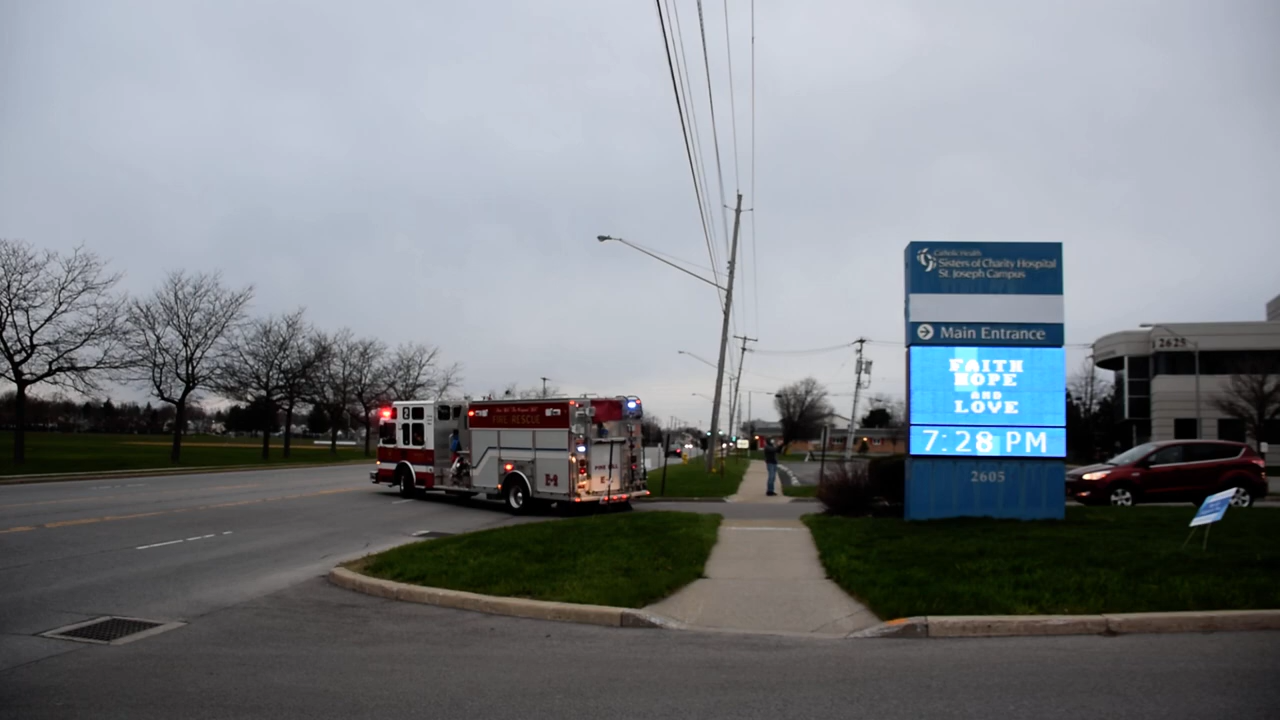 Catholic Health
Sisters of Charity Hospital
St. Joseph Campus
Main Entrance
FAITH
HOPE
AND
LOVE
7:28 PM
2605
2625
2
FIRE RESCUE